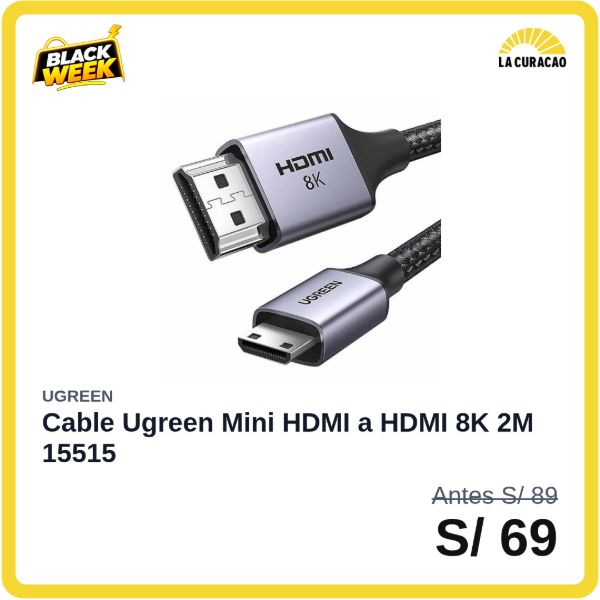 BLACK
WEEK
LA CURACAO
HDMI
8K
UGREEN
UGREEN
Cable Ugreen Mini HDMI a HDMI 8K 2M
15515
Antes S/ 89
S/ 69